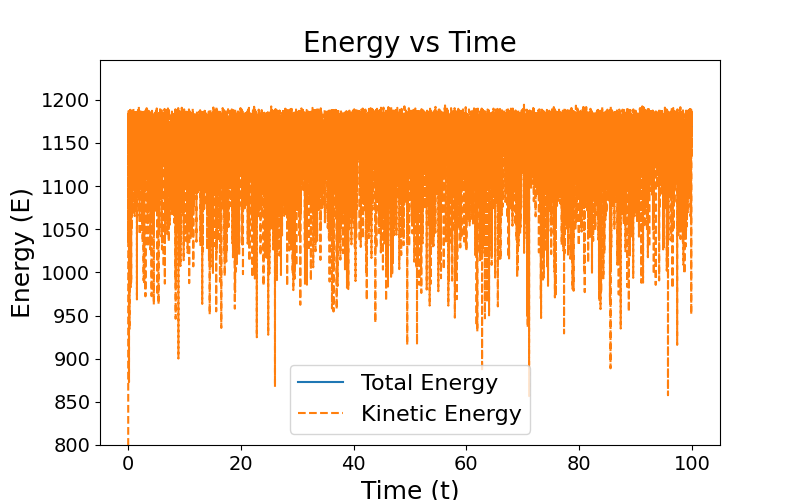 Energy vs Time
Energy (E)
1200
1150
1100
1050
1000
950
900
850
800
0 20 40 60 80 100
Time (t)
Total Energy
Kinetic Energy